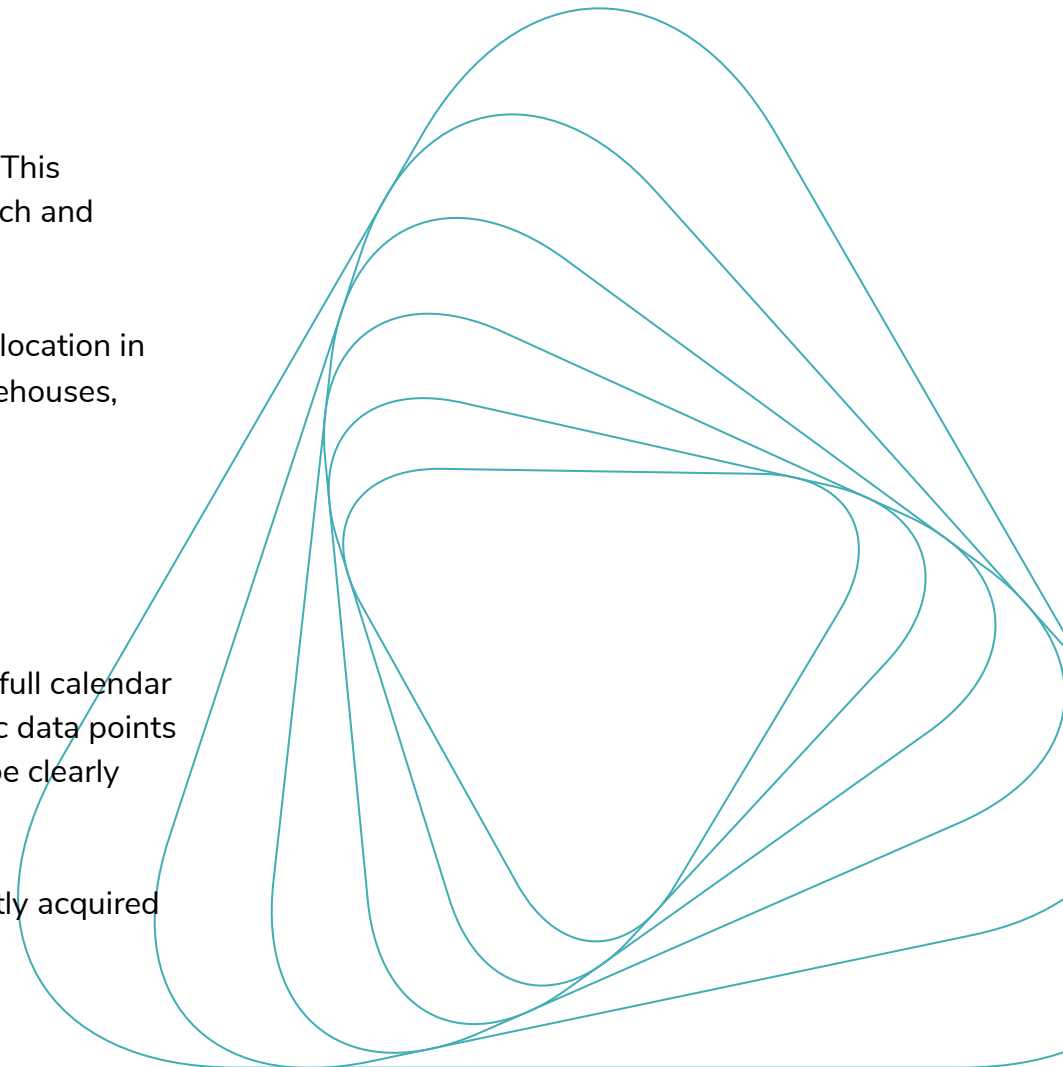 This
ch and
location in
ehouses,
full calendar
c data points
be clearly
tly acquired